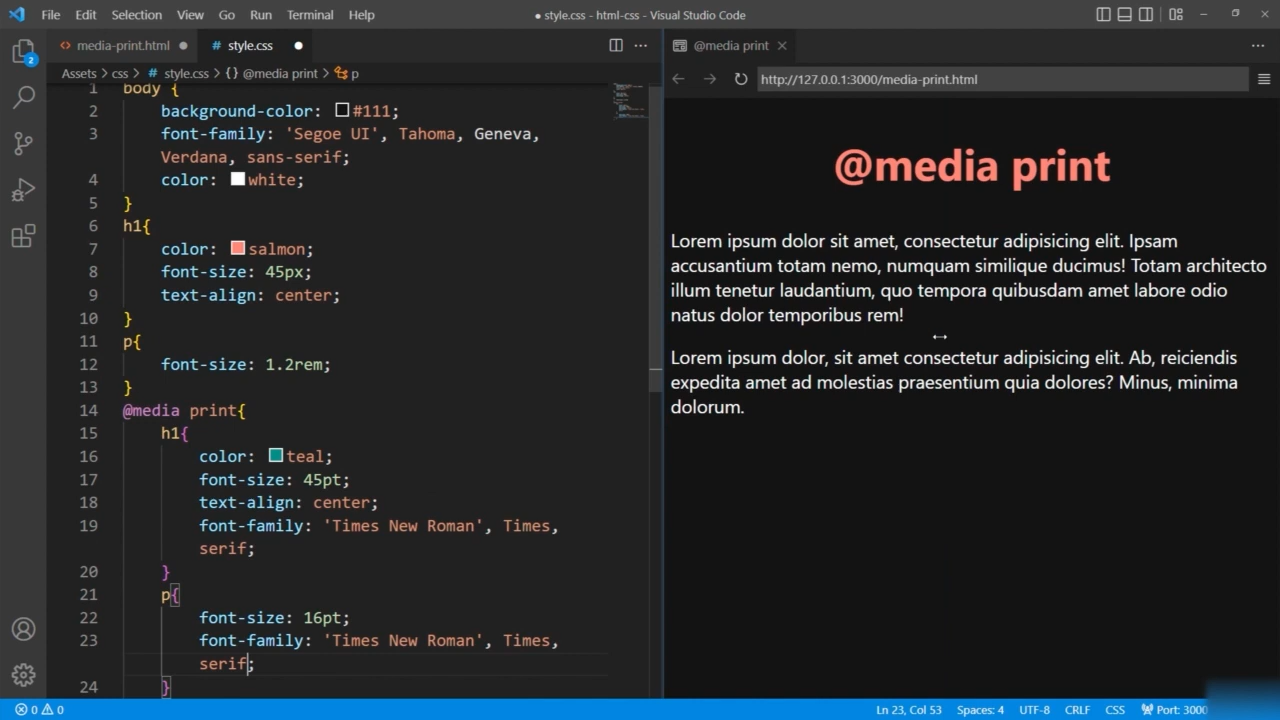 File Edit Selection View Go Run Terminal Help ● style.css - html-css - Visual Studio Code
media-print.html ● # style.css ●
Assets > css > # style.css > {} @media print > p
1 body {
2 background-color: #111;
3 font-family: 'Segoe UI', Tahoma, Geneva,
Verdana, sans-serif;
4 color: white;
5 }
6 h1{
7 color: salmon;
8 font-size: 45px;
9 text-align: center;
10 }
11 p{
12 font-size: 1.2rem;
13 }
14 @media print{
15 h1{
16 color: teal;
17 font-size: 45pt;
18 text-align: center;
19 font-family: 'Times New Roman', Times,
serif;
20 }
21 p{
22 font-size: 16pt;
23 font-family: 'Times New Roman', Times,
serif;
24 }
@media print
http://127.0.0.1:3000/media-print.html
@media print
Lorem ipsum dolor sit amet, consectetur adipisicing elit. Ipsam
accusantium totam nemo, numquam similique ducimus! Totam architecto
illum tenetur laudantium, quo tempora quibusdam amet labore odio
natus dolor temporibus rem!
Lorem ipsum dolor, sit amet consectetur adipisicing elit. Ab, reiciendis
expedita amet ad molestias praesentium quia dolores? Minus, minima
dolorum.
2
0 0 Ln 23, Col 53 Spaces: 4 UTF-8 CRLF CSS Port: 3000